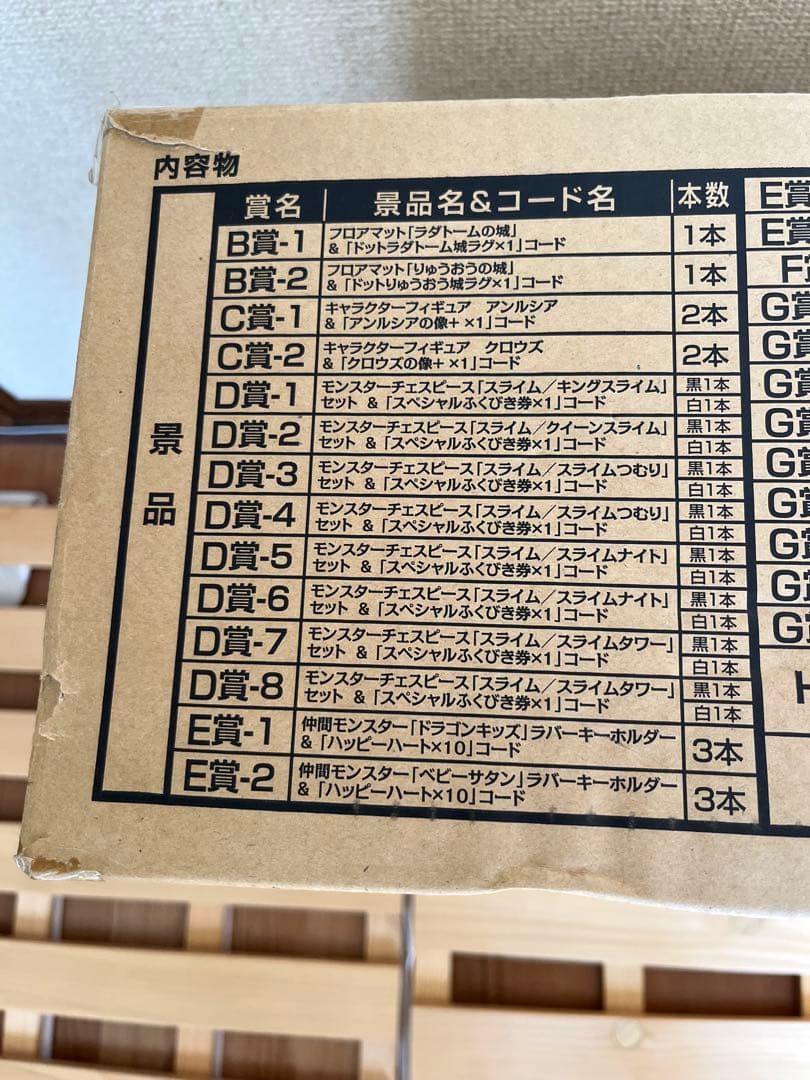 内容物
賞名 景品名&コード名 本数
景品
B賞-1 フロアマット「ラダトームの城」 1本
&「ドットラダトーム城ラグ×1」コード
B賞-2 フロアマット「りゅうおうの城」 1本
&「ドットりゅうおう城ラグ×1」コード
C賞-1 キャラクターフィギュア アンルシア 2本
&「アンルシアの像+×1」コード
C賞-2 キャラクターフィギュア クロウズ 2本
&「クロウズの像+×1」コード
D賞-1 モンスターチェスピース「スライム/キングスライム」 黒1本
セット &「スペシャルふくびき券×1」コード 白1本
D賞-2 モンスターチェスピース「スライム/クイーンスライム」 黒1本
セット &「スペシャルふくびき券×1」コード 白1本
D賞-3 モンスターチェスピース「スライム/スライムつむり」 黒1本
セット &「スペシャルふくびき券×1」コード 白1本
D賞-4 モンスターチェスピース「スライム/スライムつむり」 黒1本
セット &「スペシャルふくびき券×1」コード 白1本
D賞-5 モンスターチェスピース「スライム/スライムナイト」 黒1本
セット &「スペシャルふくびき券×1」コード 白1本
D賞-6 モンスターチェスピース「スライム/スライムナイト」 黒1本
セット &「スペシャルふくびき券×1」コード 白1本
D賞-7 モンスターチェスピース「スライム/スライムタワー」 黒1本
セット &「スペシャルふくびき券×1」コード 白1本
D賞-8 モンスターチェスピース「スライム/スライムタワー」 黒1本
セット &「スペシャルふくびき券×1」コード 白1本
E賞-1 仲間モンスター「ドラゴンキッズ」ラバーキーホルダー 3本
&「ハッピーハート×10」コード
E賞-2 仲間モンスター「ベビーサタン」ラバーキーホルダー 3本
&「ハッピーハート×10」コード
E賞
E賞
F
G賞
G賞
G賞
G賞
G賞
G賞
G賞
G賞
G賞
H